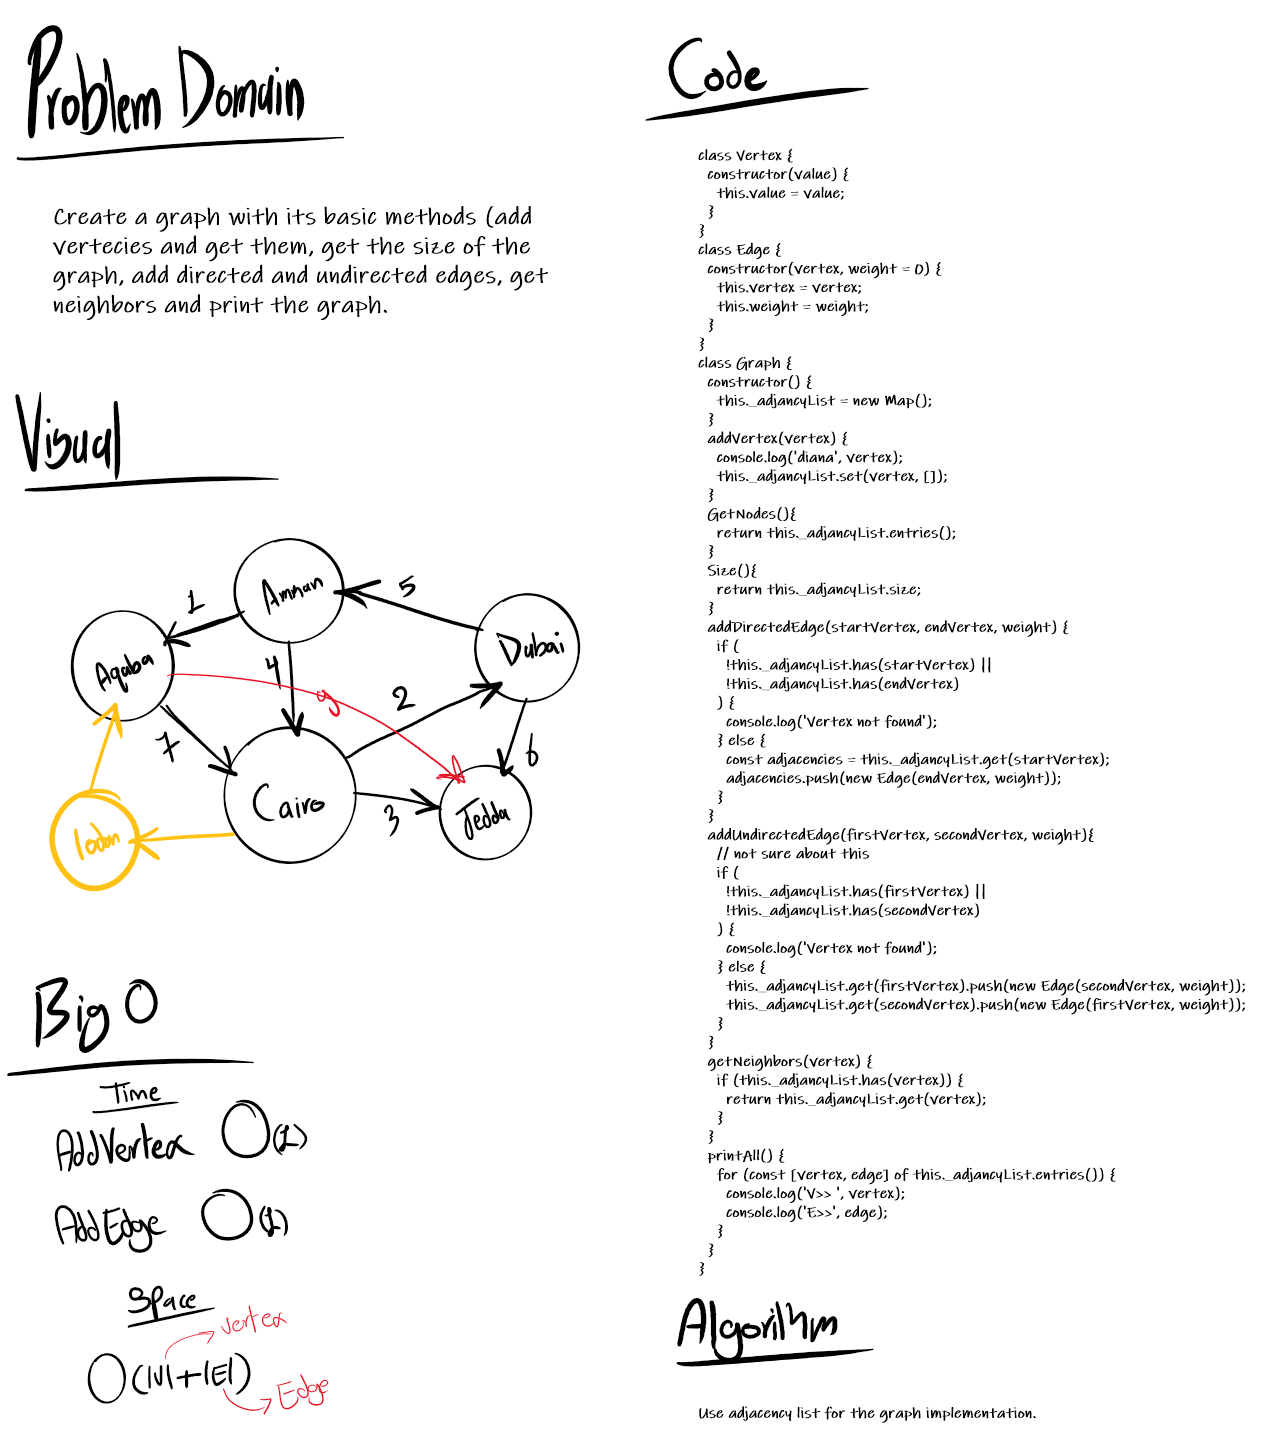 Problem Domain
Create a graph with its basic methods (add
vertecies and get them, get the size of the
graph, add directed and undirected edges, get
neighbors and print the graph.
Visual
Amman
1
5
Aqaba
Dubai
4
9
2
7
6
Cairo
3
Jedda
Big O
Time
AddVertex O(1)
AddEdge O(1)
Space
vertex
O(|V|+|E|)
Edge
Code
class Vertex {
constructor(value) {
this.value = value;
}
}
class Edge {
constructor(vertex, weight = 0) {
this.vertex = vertex;
this.weight = weight;
}
}
class Graph {
constructor() {
this._adjancyList = new Map();
}
addVertex(vertex) {
console.log('diana', vertex);
this._adjancyList.set(vertex, []);
}
GetNodes(){
return this._adjancyList.entries();
}
Size(){
return this._adjancyList.size;
}
addDirectedEdge(startVertex, endVertex, weight) {
if (
!this._adjancyList.has(startVertex) ||
!this._adjancyList.has(endVertex)
) {
console.log('Vertex not found');
} else {
const adjacencies = this._adjancyList.get(startVertex);
adjacencies.push(new Edge(endVertex, weight));
}
}
addUndirectedEdge(firstVertex, secondVertex, weight){
// not sure about this
if (
!this._adjancyList.has(firstVertex) ||
!this._adjancyList.has(secondVertex)
) {
console.log('Vertex not found');
} else {
this._adjancyList.get(firstVertex).push(new Edge(secondVertex, weight));
this._adjancyList.get(secondVertex).push(new Edge(firstVertex, weight));
}
}
getNeighbors(vertex) {
if (this._adjancyList.has(vertex)) {
return this._adjancyList.get(vertex);
}
}
printAll() {
for (const [vertex, edge] of this._adjancyList.entries()) {
console.log('V>> ', vertex);
console.log('E>>', edge);
}
}
}
Algorithm
Use adjacency list for the graph implementation.